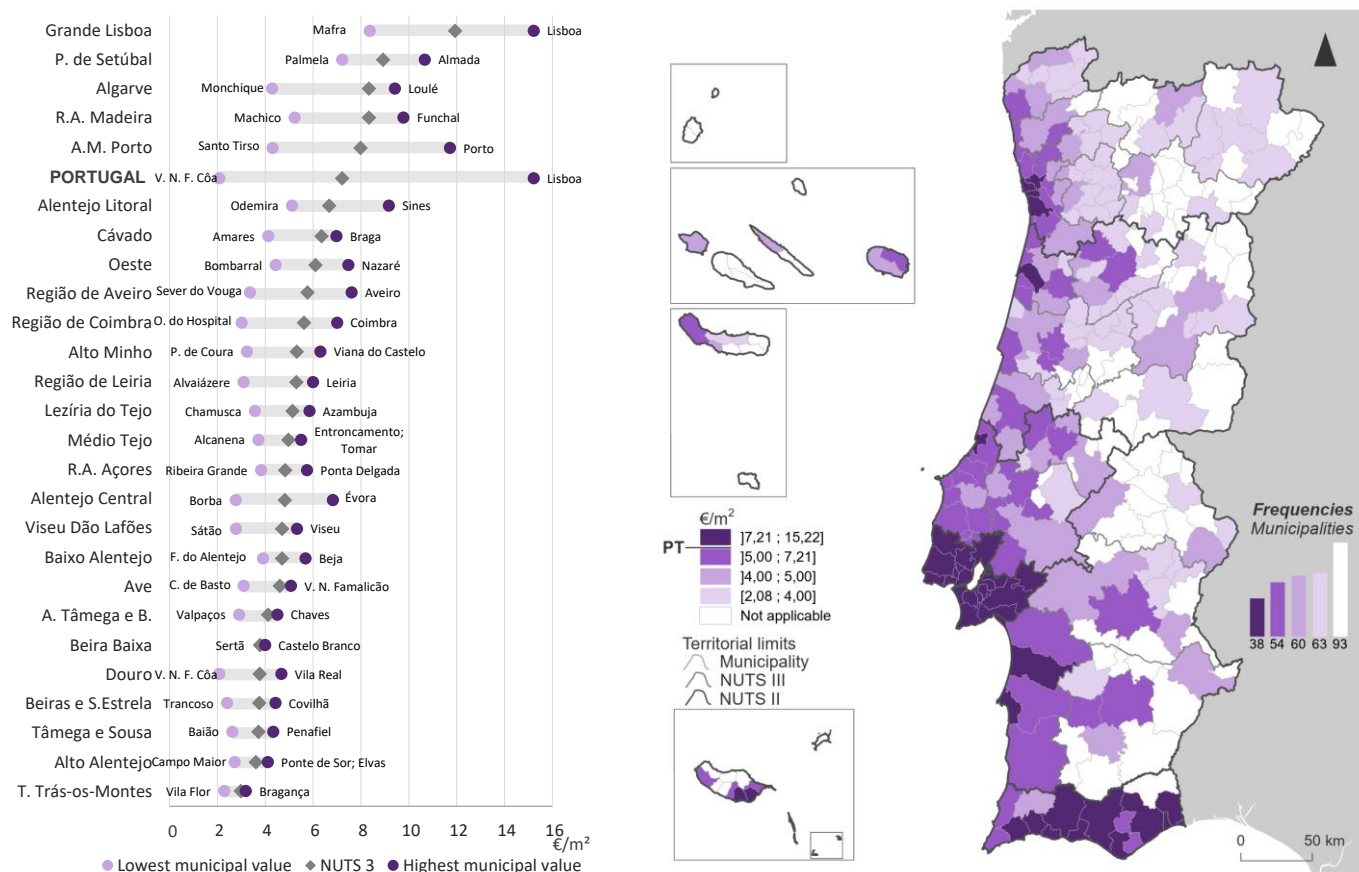 Grande Lisboa Mafra Lisboa
P. de Setúbal Palmela Almada
Algarve Monchique Loulé
R.A. Madeira Machico Funchal
A.M. Porto Santo Tirso Porto
PORTUGAL V. N. F. Côa Lisboa
Alentejo Litoral Odemira Sines
Cávado Amares Braga
Oeste Bombarral Nazaré
Região de Aveiro Sever do Vouga Aveiro
Região de Coimbra O. do Hospital Coimbra
Alto Minho P. de Coura Viana do Castelo
Região de Leiria Alvaiázere Leiria
Lezíria do Tejo Chamusca Azambuja
Médio Tejo Alcanena Entroncamento;
Tomar
R.A. Açores Ribeira Grande Ponta Delgada
Alentejo Central Borba Évora
Viseu Dão Lafões Sátão Viseu
Baixo Alentejo F. do Alentejo Beja
Ave C. de Basto V. N. Famalicão
A. Tâmega e B. Valpaços Chaves
Beira Baixa Sertã Castelo Branco
Douro V. N. F. Côa Vila Real
Beiras e S.Estrela Trancoso Covilhã
Tâmega e Sousa Baião Penafiel
Alto Alentejo Campo Maior Ponte de Sor; Elvas
T. Trás-os-Montes Vila Flor Bragança
0 2 4 6 8 10 12 14 16
€/m²
Lowest municipal value NUTS 3 Highest municipal value
€/m²
]7,21 ; 15,22]
PT
]5,00 ; 7,21]
]4,00 ; 5,00]
[2,08 ; 4,00]
Not applicable
Territorial limits
Municipality
NUTS III
NUTS II
Frequencies
Municipalities
38 54 60 63 93
0 50 km